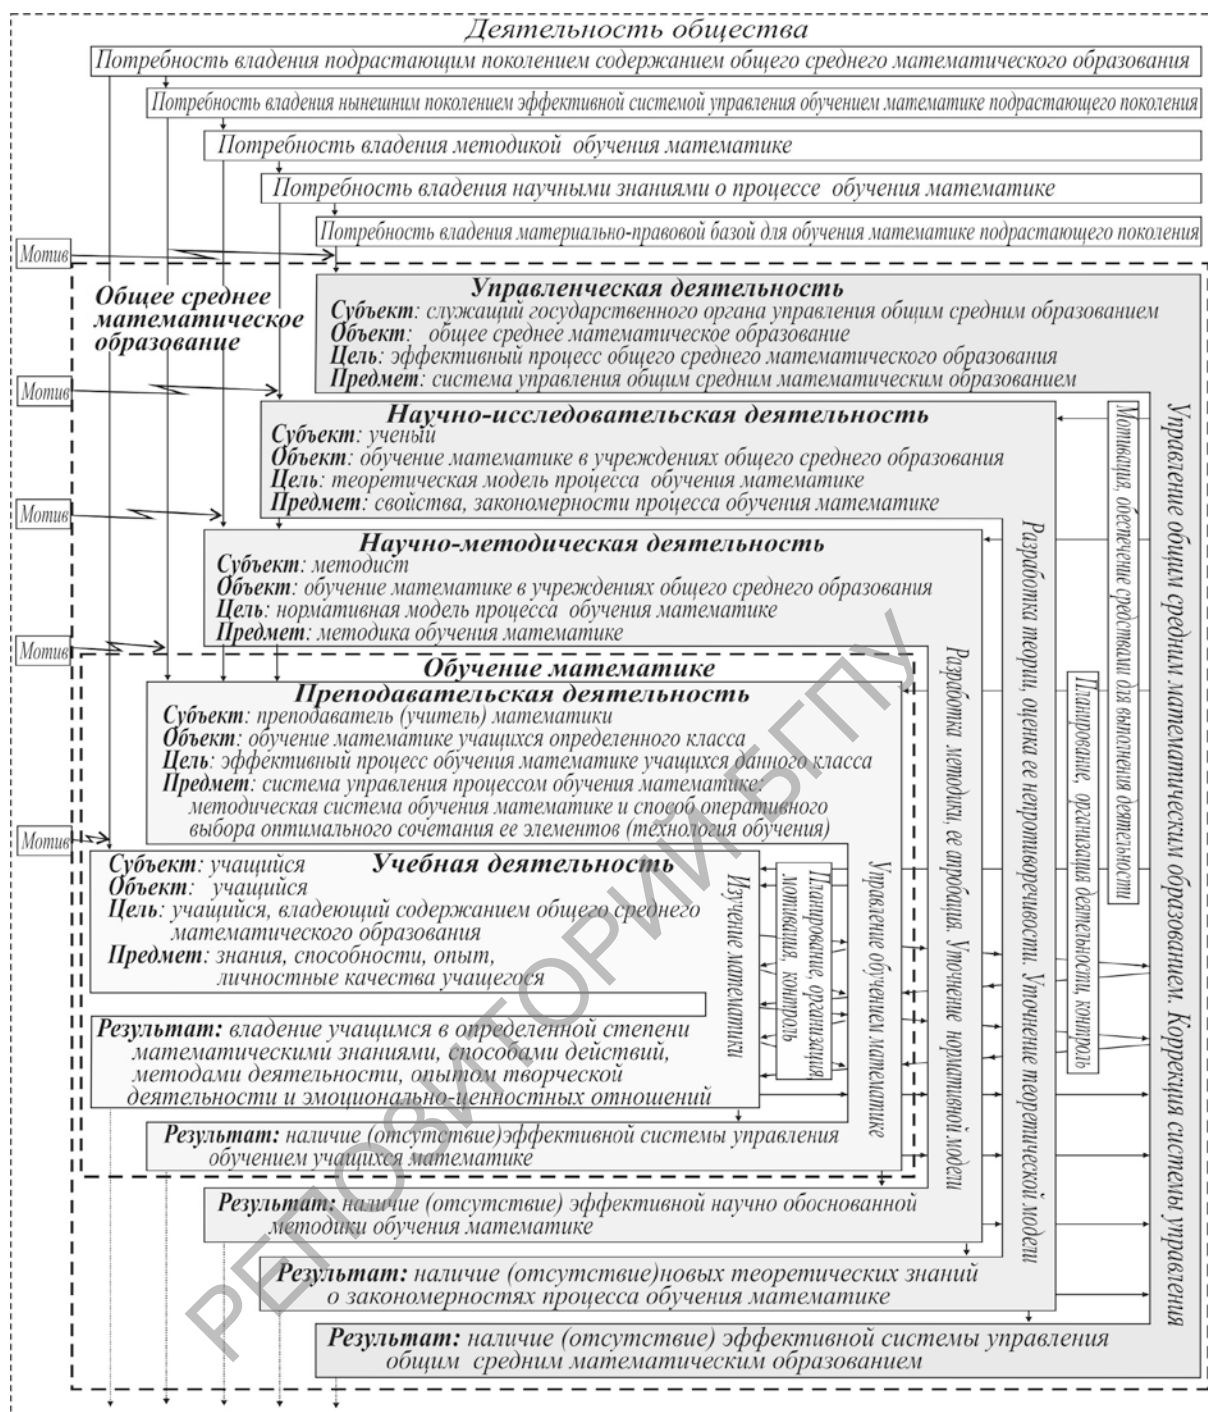 Деятельность общества
Потребность владения подрастающим поколением содержанием общего среднего математического образования
Потребность владения нынешним поколением эффективной системой управления обучением математике подрастающего поколения
Потребность владения методикой обучения математике
Потребность владения научными знаниями о процессе обучения математике
Потребность владения материально-правовой базой для обучения математике подрастающего поколения
Мотив
Общее среднее
математическое
образование
Управленческая деятельность
Субъект: служащий государственного органа управления общим средним образованием
Объект: общее среднее математическое образование
Цель: эффективный процесс общего среднего математического образования
Предмет: система управления общим средним математическим образованием
Мотив
Научно-исследовательская деятельность
Субъект: ученый
Объект: обучение математике в учреждениях общего среднего образования
Цель: теоретическая модель процесса обучения математике
Предмет: свойства, закономерности процесса обучения математике
Мотив
Научно-методическая деятельность
Субъект: методист
Объект: обучение математике в учреждениях общего среднего образования
Цель: нормативная модель процесса обучения математике
Предмет: методика обучения математике
Мотив
Обучение математике
Преподавательская деятельность
Субъект: преподаватель (учитель) математики
Объект: обучение математике учащихся определенного класса
Цель: эффективный процесс обучения математике учащихся данного класса
Предмет: система управления процессом обучения математике:
методическая система обучения математике и способ оперативного
выбора оптимального сочетания ее элементов (технология обучения)
Мотив
Учебная деятельность
Субъект: учащийся
Объект: учащийся
Цель: учащийся, владеющий содержанием общего среднего
математического образования
Предмет: знания, способности, опыт,
личностные качества учащегося
Результат: владение учащимся в определенной степени
математическими знаниями, способами действий,
методами деятельности, опытом творческой
деятельности и эмоционально-ценностных отношений
Результат: наличие (отсутствие)эффективной системы управления
обучением учащихся математике
Результат: наличие (отсутствие) эффективной научно обоснованной
методики обучения математике
Результат: наличие (отсутствие)новых теоретических знаний
о закономерностях процесса обучения математике
Результат: наличие (отсутствие) эффективной системы управления
общим средним математическим образованием
Изучение математики
Планирование, организация,
мотивация, контроль
Управление обучением математике
Разработка методики, ее апробация. Уточнение нормативной модели
Разработка теории, оценка ее непротиворечивости. Уточнение теоретической модели
Планирование, организация деятельности, контроль
Мотивация, обеспечение средствами для выполнения деятельности
Управление общим средним математическим образованием. Коррекция системы управления
РЕПОЗИТОРИЙ БГПУ